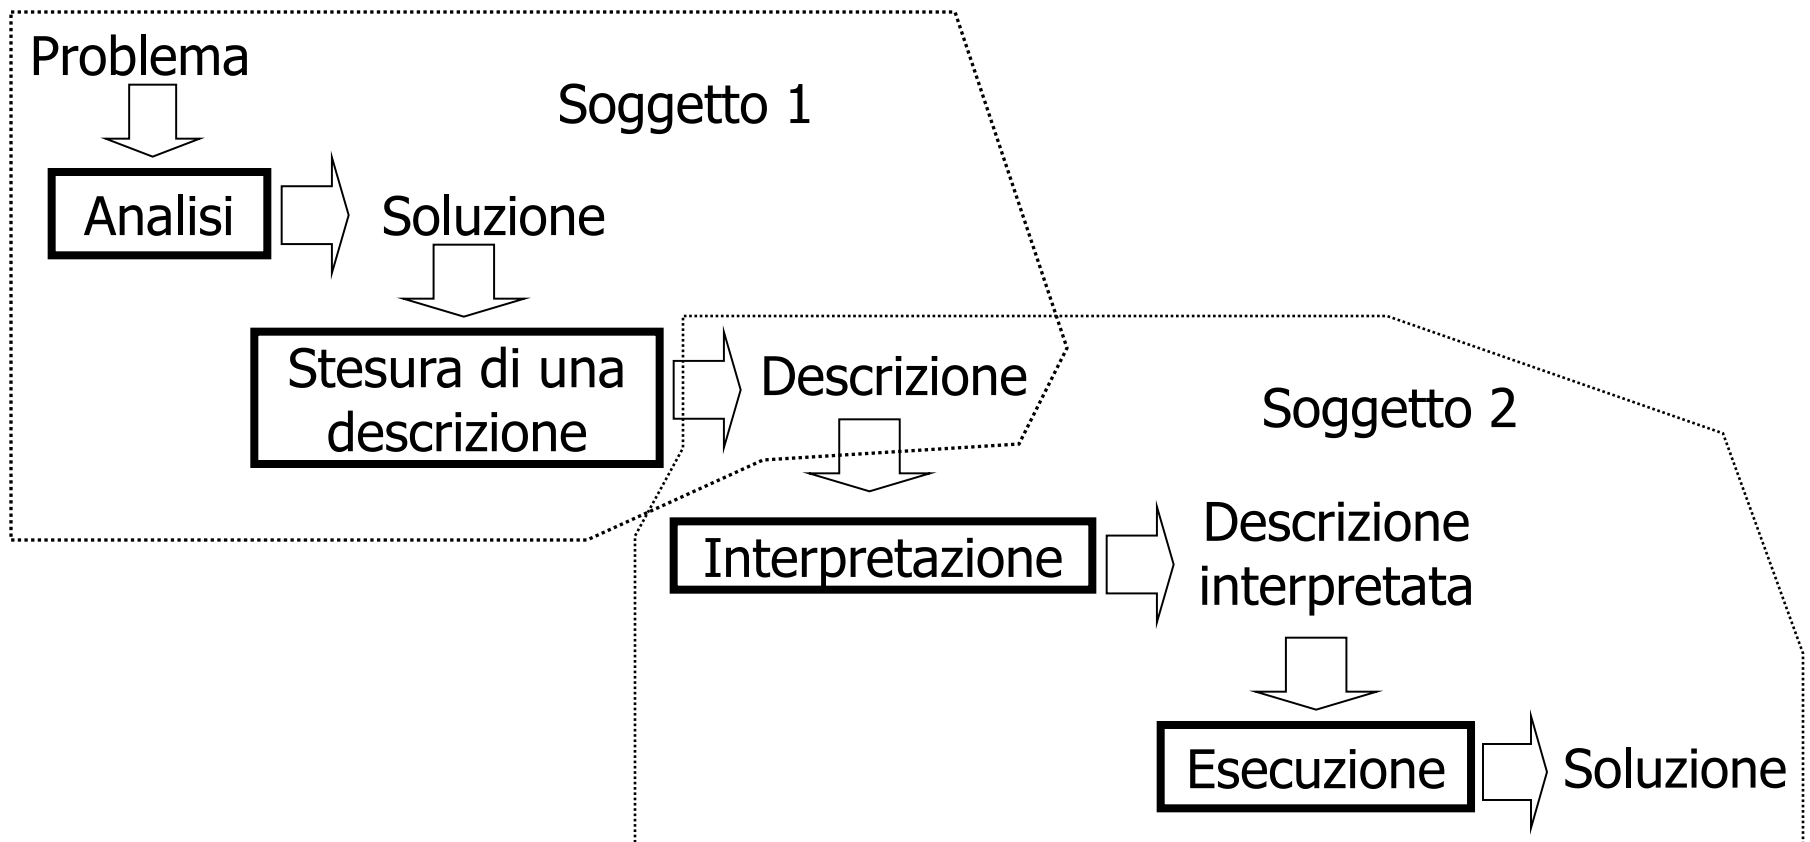 Problema
Soggetto 1
Analisi
Soluzione
Stesura di una
descrizione
Descrizione
Soggetto 2
Interpretazione
Descrizione
interpretata
Esecuzione
Soluzione